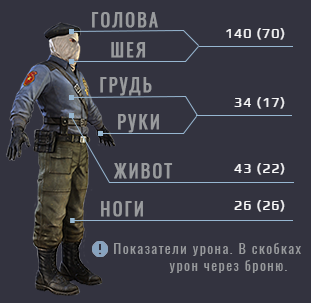 ГОЛОВА
140 (70)
ШЕЯ
ГРУДЬ
34 (17)
РУКИ
ЖИВОТ
43 (22)
НОГИ
26 (26)
! Показатели урона. В скобках
урон через броню.